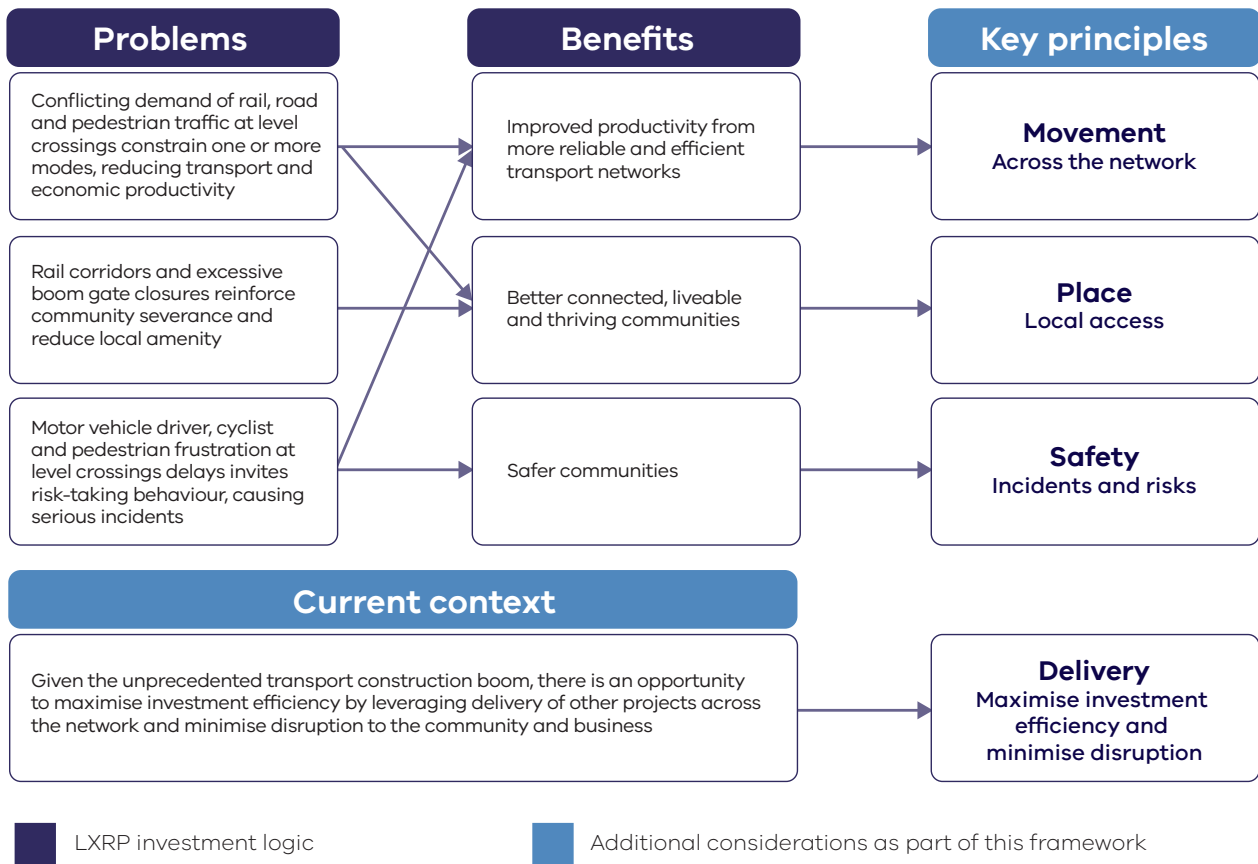 Problems
Benefits
Key principles
Conflicting demand of rail, road
and pedestrian traffic at level
crossings constrain one or more
modes, reducing transport and
economic productivity
Improved productivity from
more reliable and efficient
transport networks
Movement
Across the network
Rail corridors and excessive
boom gate closures reinforce
community severance and
reduce local amenity
Better connected, liveable
and thriving communities
Place
Local access
Motor vehicle driver, cyclist
and pedestrian frustration at
level crossings delays invites
risk-taking behaviour, causing
serious incidents
Safer communities
Safety
Incidents and risks
Current context
Given the unprecedented transport construction boom, there is an opportunity
to maximise investment efficiency by leveraging delivery of other projects across
the network and minimise disruption to the community and business
Delivery
Maximise investment
efficiency and
minimise disruption
LXRP investment logic
Additional considerations as part of this framework